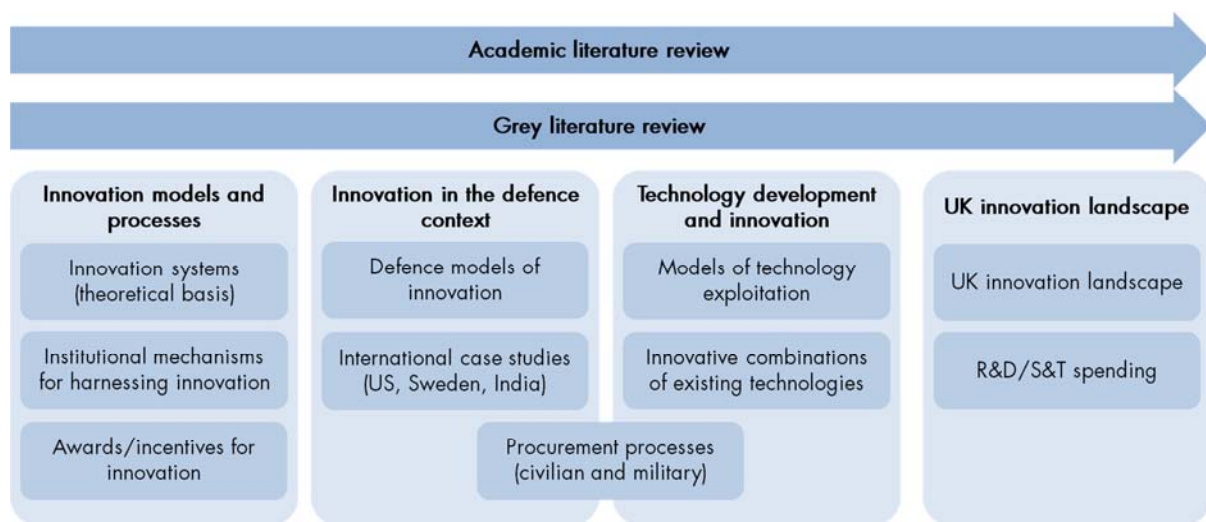 Academic literature review
Grey literature review
Innovation models and
processes
Innovation systems
(theoretical basis)
Institutional mechanisms
for harnessing innovation
Awards/incentives for
innovation
Innovation in the defence
context
Defence models of
innovation
International case studies
(US, Sweden, India)
Technology development
and innovation
Models of technology
exploitation
Innovative combinations
of existing technologies
Procurement processes
(civilian and military)
UK innovation landscape
UK innovation landscape
R&D/S&T spending